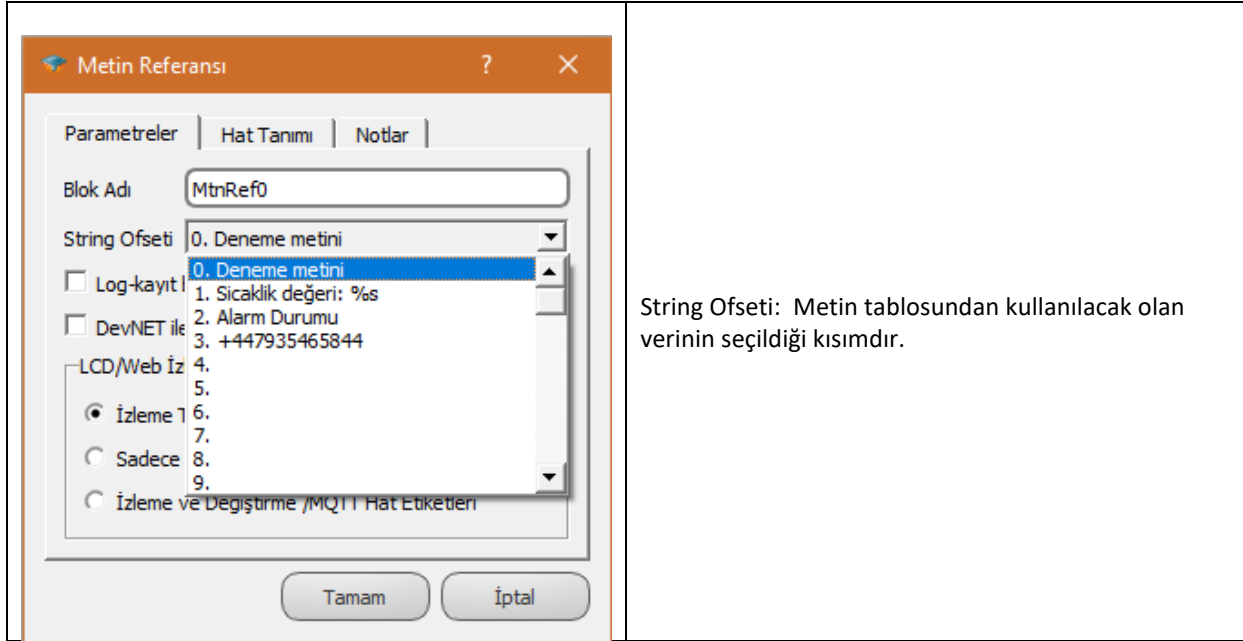 Metin Referansı ?
Parametreler Hat Tanımı Notlar
Blok Adı MtnRef0
String Ofseti 0. Deneme metini
0. Deneme metini
Log-kayıt
1. Sicaklik değeri: %s
2. Alarm Durumu
DevNET ile
3. +447935465844
LCD/Web
4.
5.
İzleme
6.
7.
Sadece
8.
9.
İzleme ve Değiştirme /MQTT Hat Etiketleri
Tamam İptal
String Ofseti: Metin tablosundan kullanılacak olan
verinin seçildiği kısımdır.